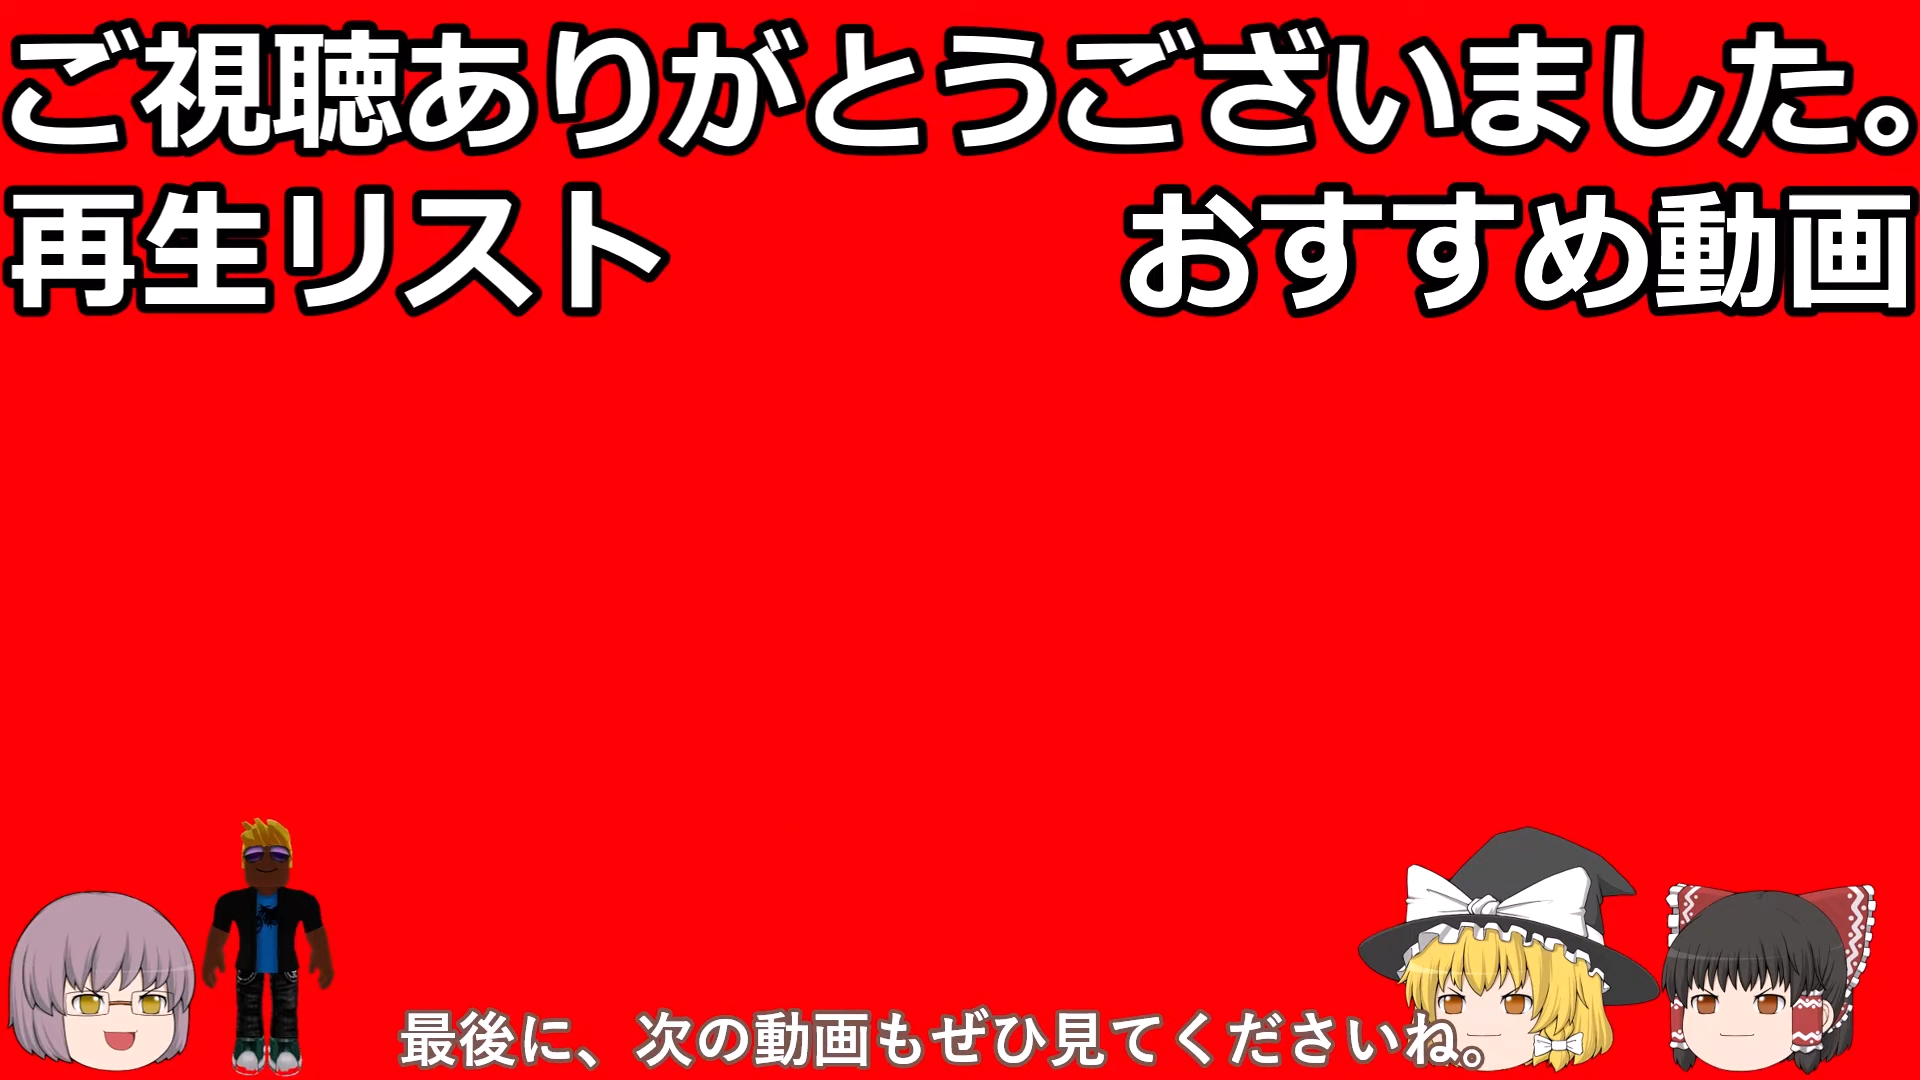 ご視聴ありがとうございました。
再生リスト
おすすめ動画
最後に、次の動画もぜひ見てくださいね。